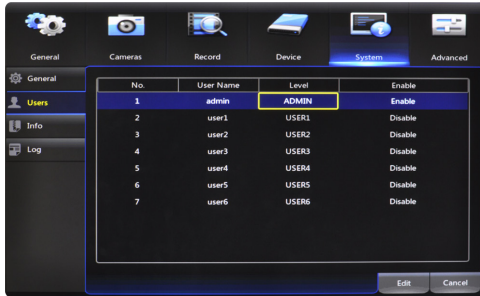 General Cameras Record Device System Advanced
General
Users
Info
Log
No. User Name Level Enable
1 admin ADMIN Enable
2 user1 USER1 Disable
3 user2 USER2 Disable
4 user3 USER3 Disable
5 user4 USER4 Disable
6 user5 USER5 Disable
7 user6 USER6 Disable
Edit Cancel